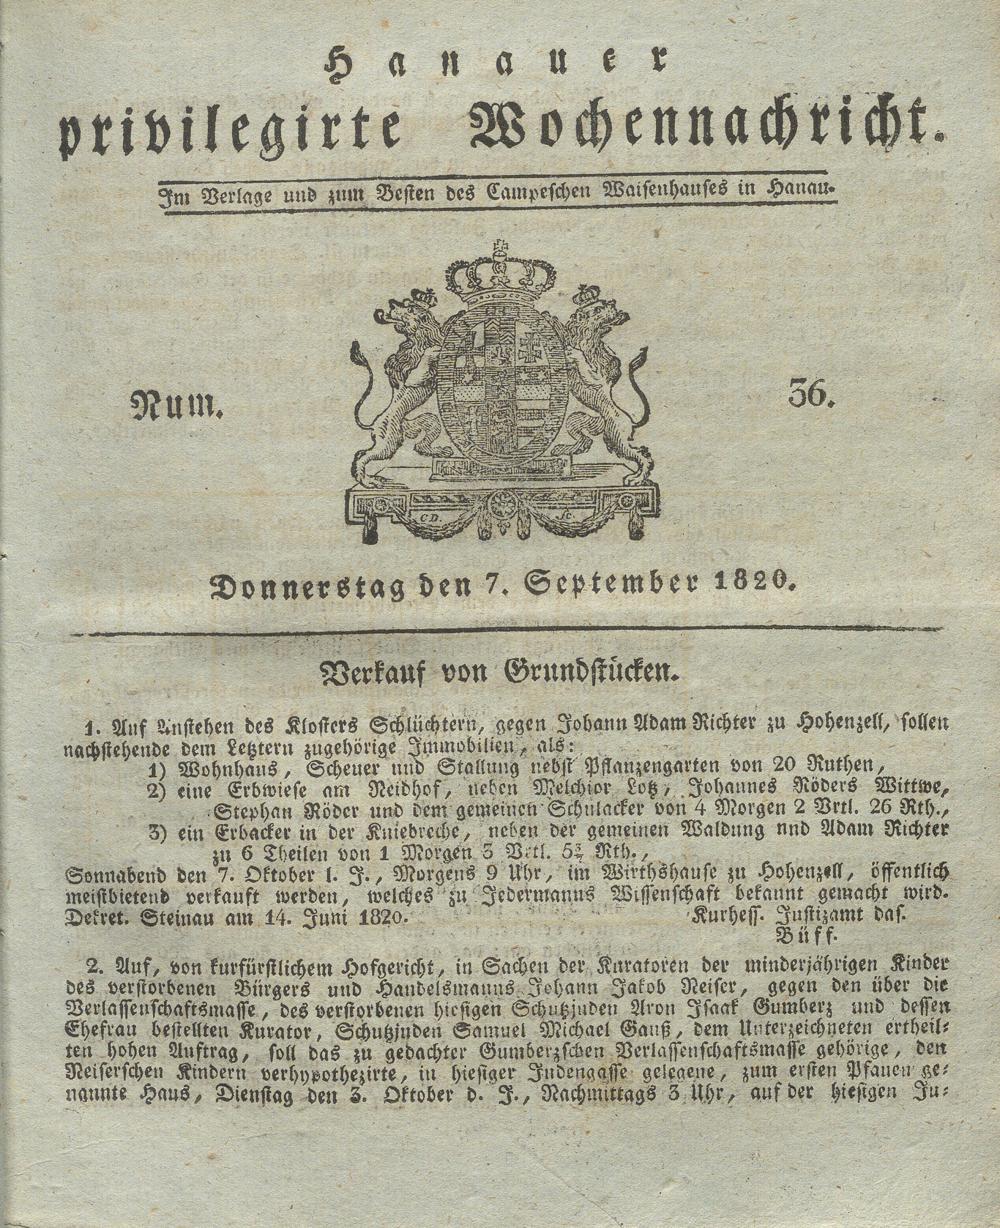 Hanauer
privilegirte Wochennachricht.
Im Verlage und zum Besten des Campeschen Waisenhauses in Hanau.
Num. 36.
CD. Sc.
Donnerstag den 7. September 1820.
Verkauf von Grundstücken.
1. Auf Anstehen des Klosters Schlüchtern, gegen Johann Adam Richter zu Hohenzell, sollen
nachstehende dem Letztern zugehörige Immobilien, als:
1) Wohnhaus, Scheuer und Stallung nebst Pflanzengarten von 20 Ruthen,
2) eine Erbwiese am Neidhof, neben Melchior Lotz, Johannes Röders Wittwe,
Stephan Röder und dem gemeinen Schulacker von 4 Morgen 2 Vrtl. 26 Rth.,
3) ein Erbacker in der Kniebreche, neben der gemeinen Waldung nnd Adam Richter
zu 6 Theilen von 1 Morgen 3 Vrtl. Rth.,
Sonnabend den 7. Oktober l. J., Morgens 9 Uhr, im Wirthshause zu Hohenzell, öffentlich
meistbietend verkauft werden, welches zu Jedermanns Wissenschaft bekannt gemacht wird.
Dekret. Steinau am 14. Juni 1820. Kurhess. Justizamt das.
Büff.
2. Auf, von kurfürstlichem Hofgericht, in Sachen der Kuratoren der minderjährigen Kinder
des verstorbenen Bürgers und Handelsmanns Johann Jakob Neiser, gegen den über die
Verlassenschaftsmasse, des verstorbenen hiesigen Schutzjuden Aron Isaak Gumberz und dessen
Ehefrau bestellten Kurator, Schutzjuden Samuel Michael Gauß, dem Unterzeichneten ertheil-
ten hohen Auftrag, soll das zu gedachter Gumberzschen Verlassenschaftsmasse gehörige, den
Neiserschen Kindern verhypothezirte, in hiesiger Judengasse gelegene, zum ersten Pfauen ge-
nannte Haus, Dienstag den 3. Oktober d. J., Nachmittags 3 Uhr, auf der hiesigen Ju-